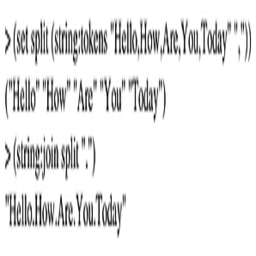 > (set split (string:tokens "Hello,How,Are,You,Today" ","))
("Hello" "How" "Are" "You" "Today")
> (string:join split ".")
"Hello.How.Are.You.Today"